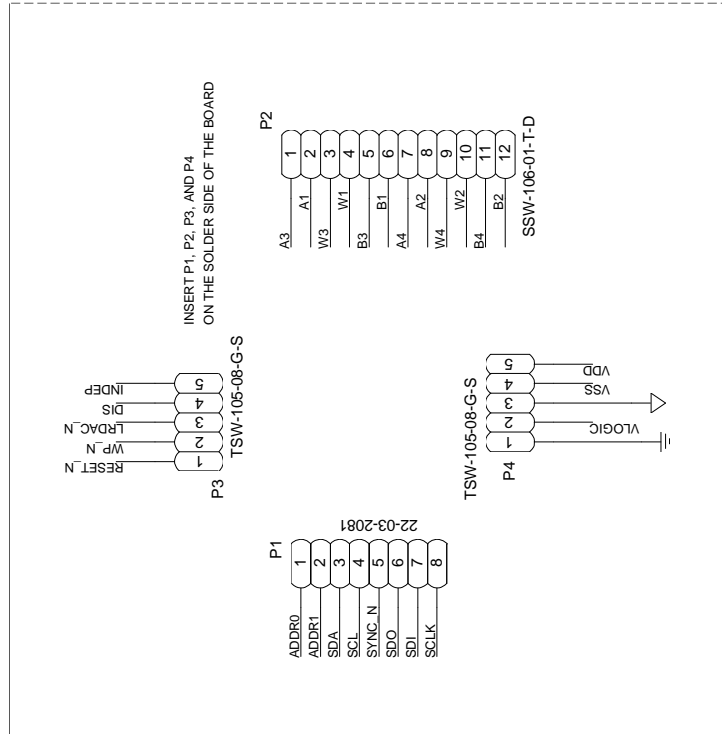 INSERT P1, P2, P3, AND P4
ON THE SOLDER SIDE OF THE BOARD
P2
1
2
3
4
5
6
7
8
9
10
11
12
A3
A1
W3
W1
B3
B1
A4
A2
W4
W2
B4
B2
SSW-106-01-T-D
INDEP
DIS
LRDAC_N
WP_N
RESET_N
5
4
3
2
1
P3
TSW-105-08-G-S
TSW-105-08-G-S
P4
5
4
3
2
1
VDD
VSS
VLOGIC
P1
22-03-2081
1
2
3
4
5
6
7
8
ADDR0
ADDR1
SDA
SCL
SYNC_N
SDO
SDI
SCLK